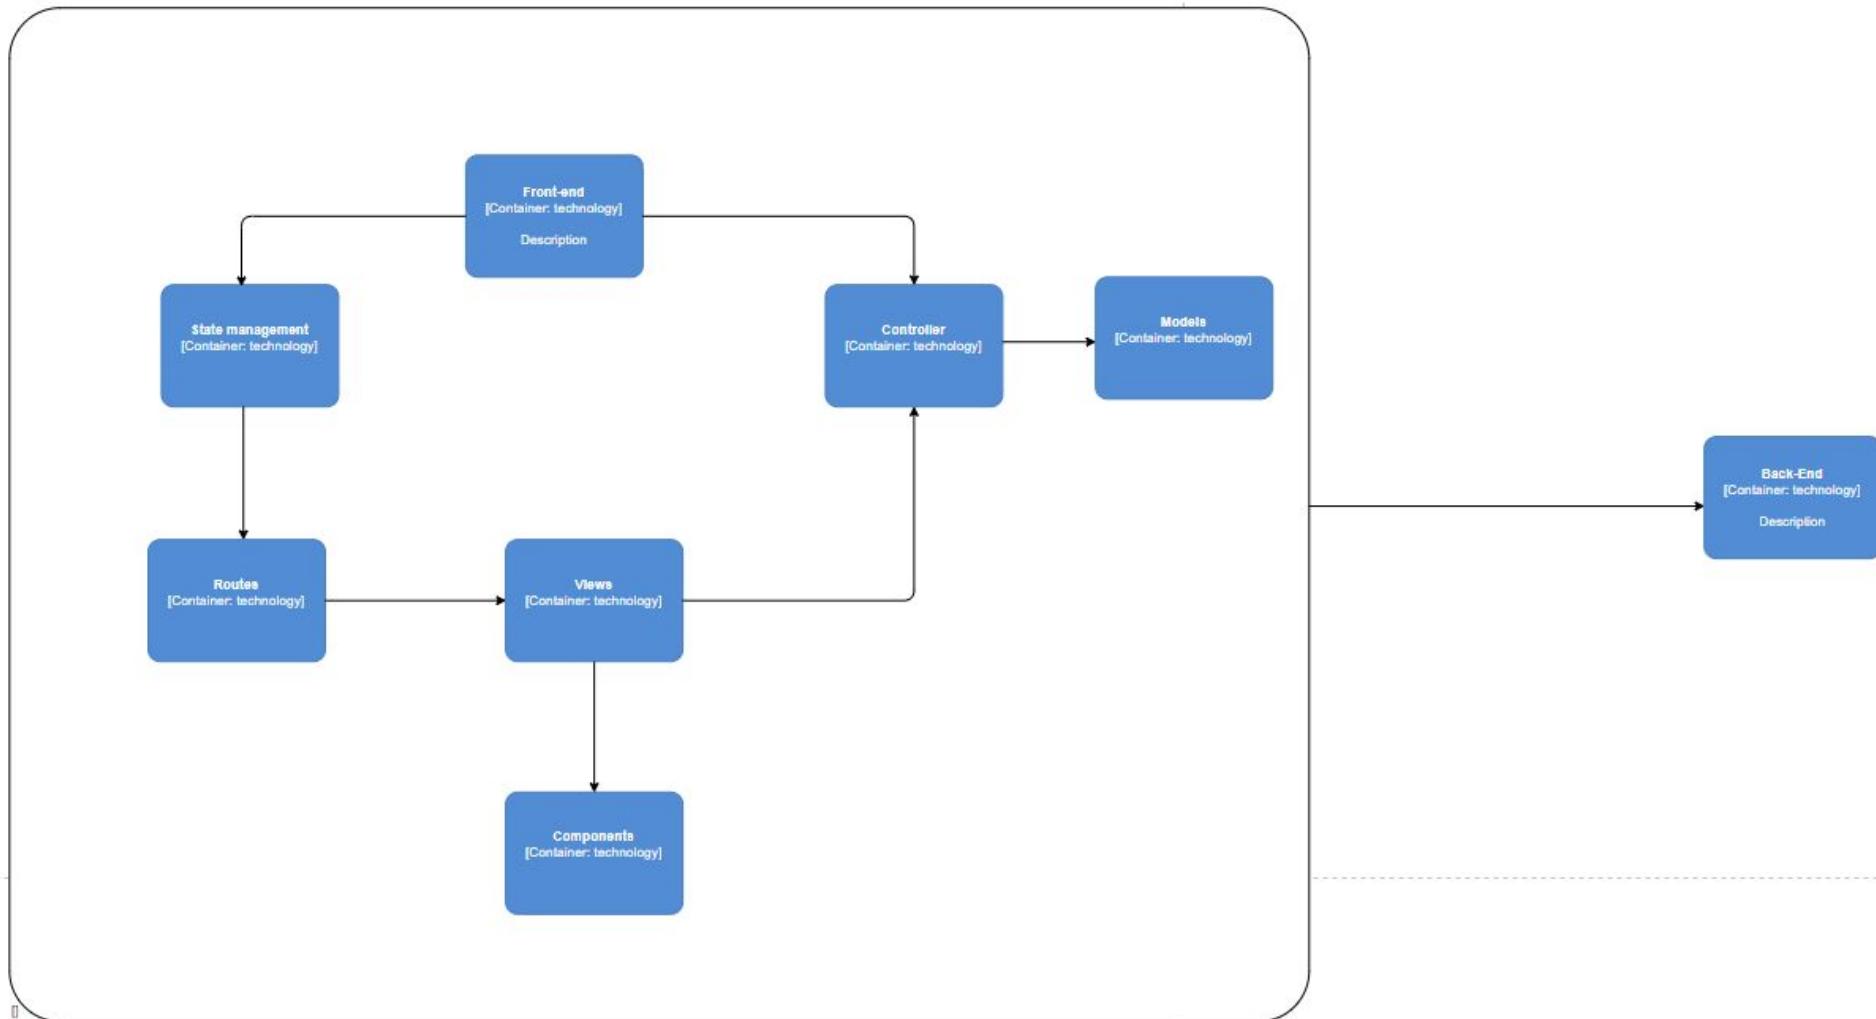 Front-end
[Container: technology]
Description
State management
[Container: technology]
Controller
[Container: technology]
Models
[Container: technology]
Back-End
[Container: technology]
Description
Routes
[Container: technology]
Views
[Container: technology]
Components
[Container: technology]